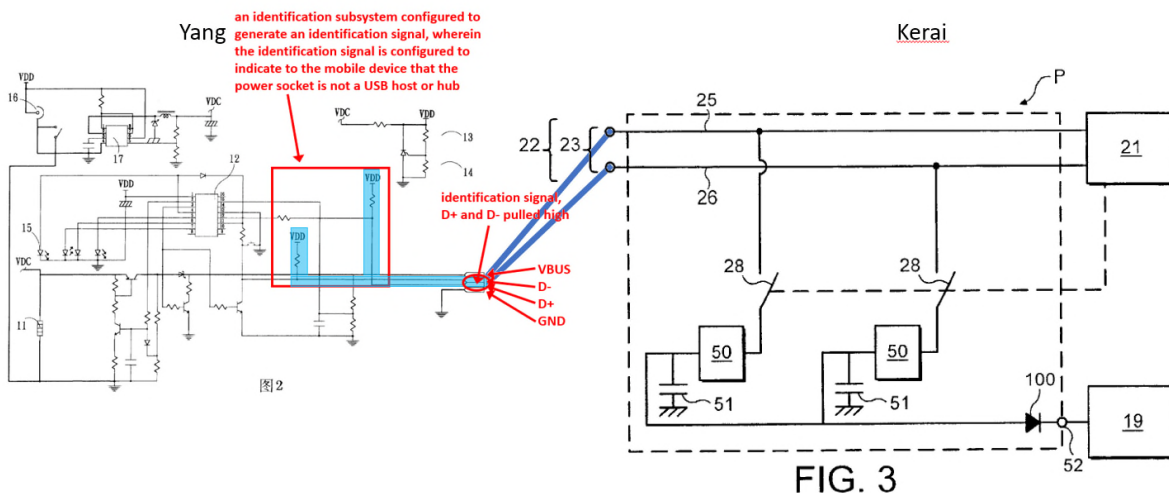 Yang
an identification subsystem configured to
generate an identification signal, wherein
the identification signal is configured to
indicate to the mobile device that the
power socket is not a USB host or hub
Kerai
VDD
16
17
VDC
12
VDD
15
VDC
11
VDD
VDD
VDC
VDD
13
14
identification signal,
D+ and D- pulled high
VBUS
D-
D+
GND
图2
P
25
22
23
26
21
28
28
50
50
51
51
100
52
19
FIG. 3